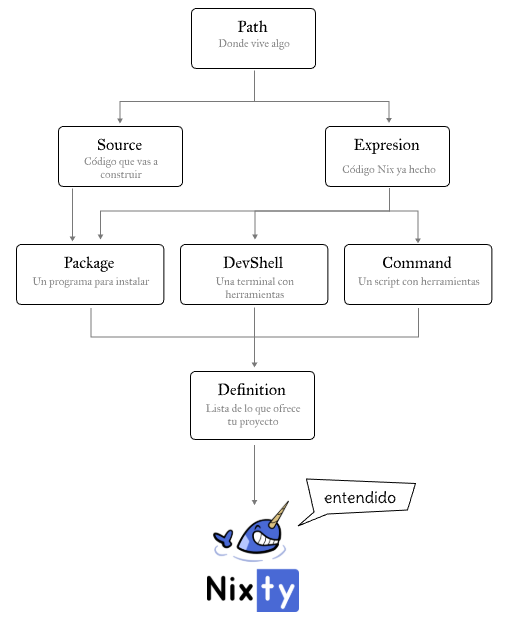 Path
Donde vive algo
Source
Código que vas a
construir
Expresion
Código Nix ya hecho
Package
Un programa para instalar
DevShell
Una terminal con
herramientas
Command
Un script con herramientas
Definition
Lista de lo que ofrece
tu proyecto
entendido
Nixty